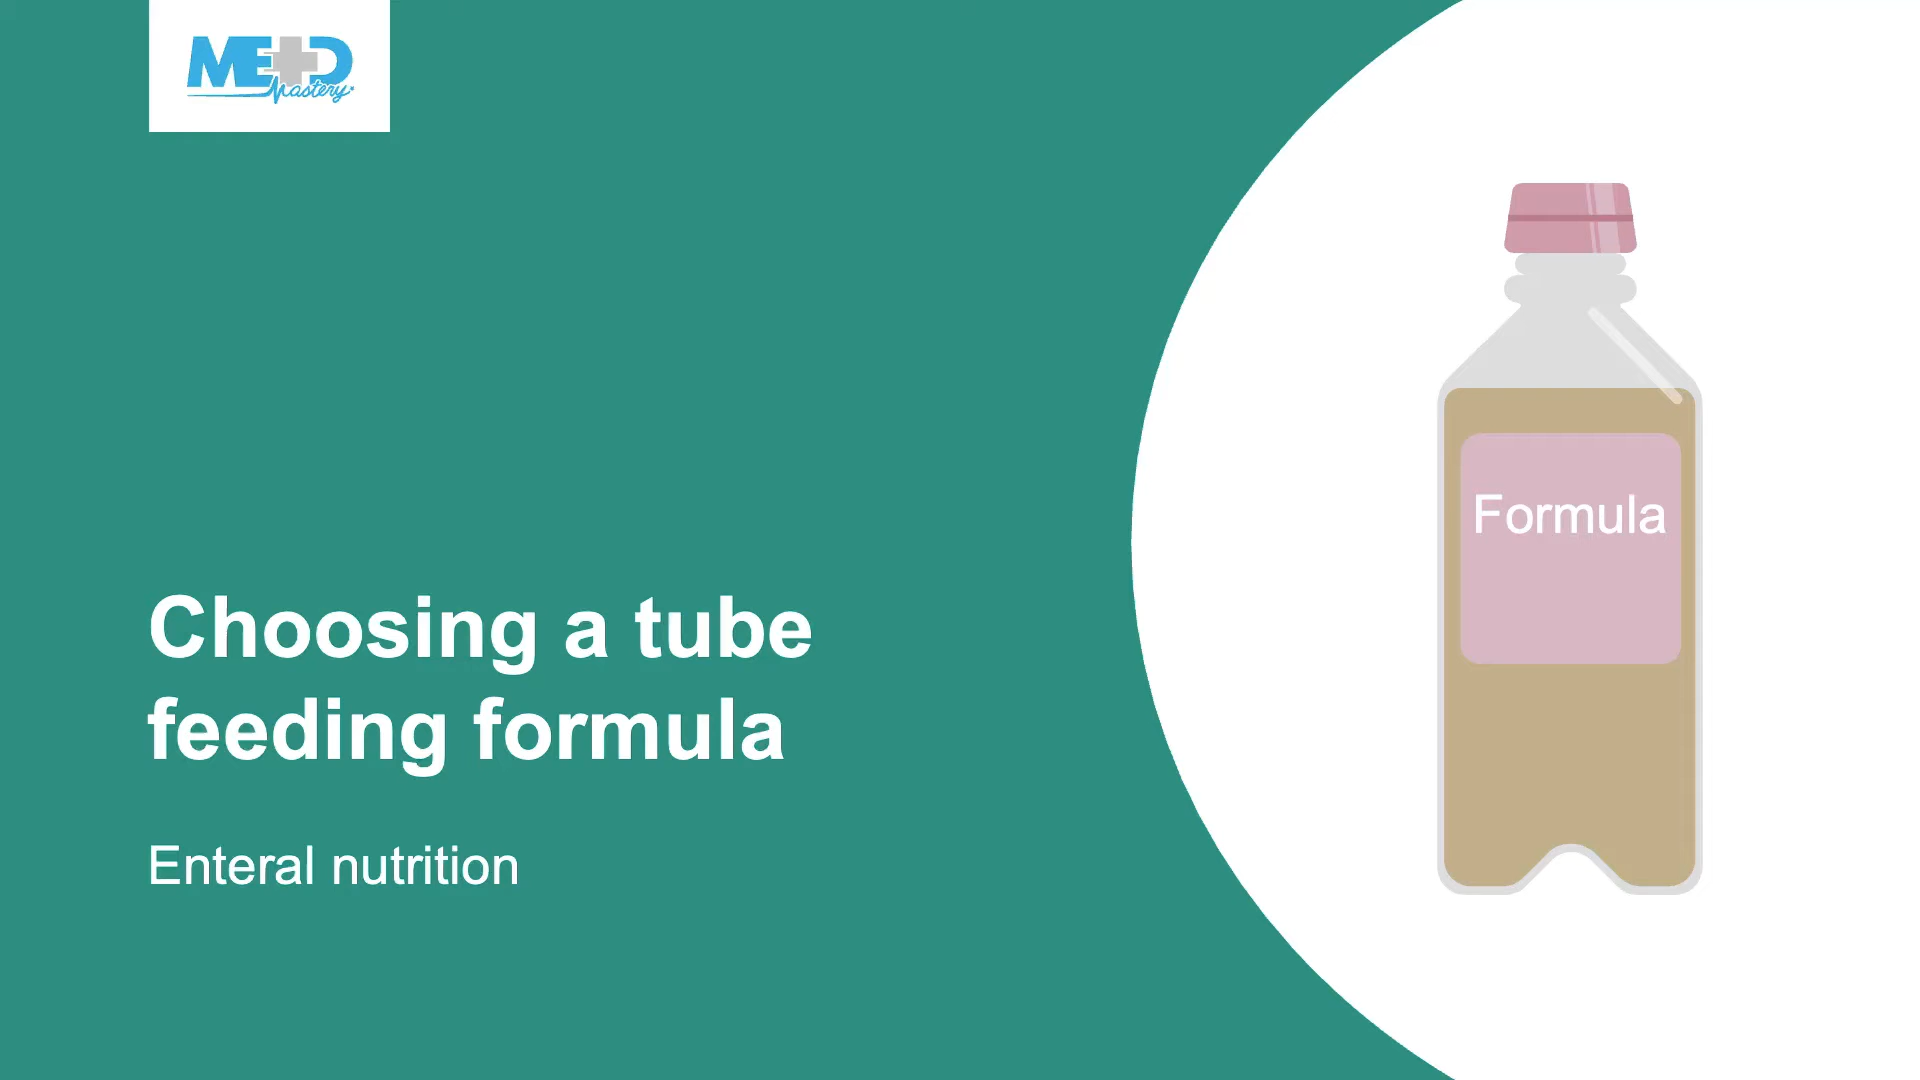 MED
Mastery
Choosing a tube
feeding formula
Enteral nutrition
Formula